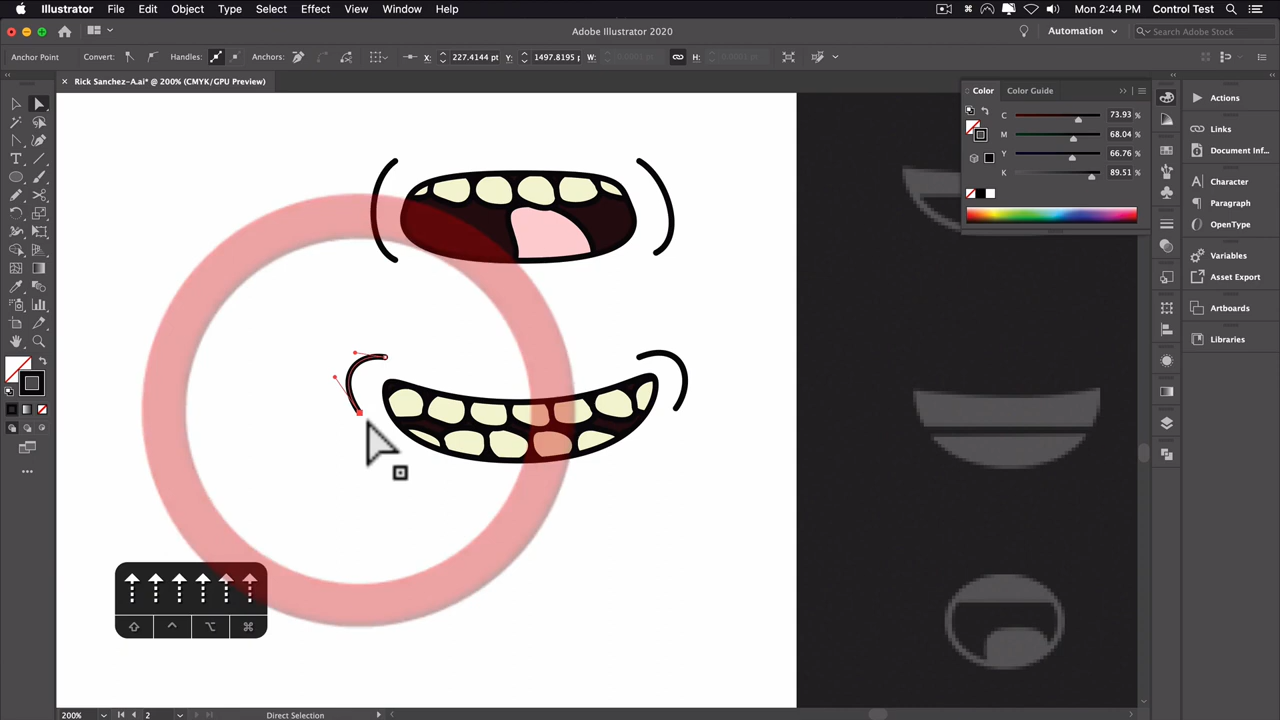 Illustrator File Edit Object Type Select Effect View Window Help Mon 2:44 PM Control Test
Adobe Illustrator 2020 Automation Search Adobe Stock
Anchor Point Convert: Handles: Anchors: X: 227.4144 pt Y: 1497.8195 p W: H:
× Rick Sanchez-A.ai* @ 200% (CMYK/GPU Preview)
Color Color Guide
C 73.93 %
M 68.04 %
Y 66.76 %
K 89.51 %
Actions
Links
Document Inf...
Character
Paragraph
OpenType
Variables
Asset Export
Artboards
Libraries
200% 2 Direct Selection